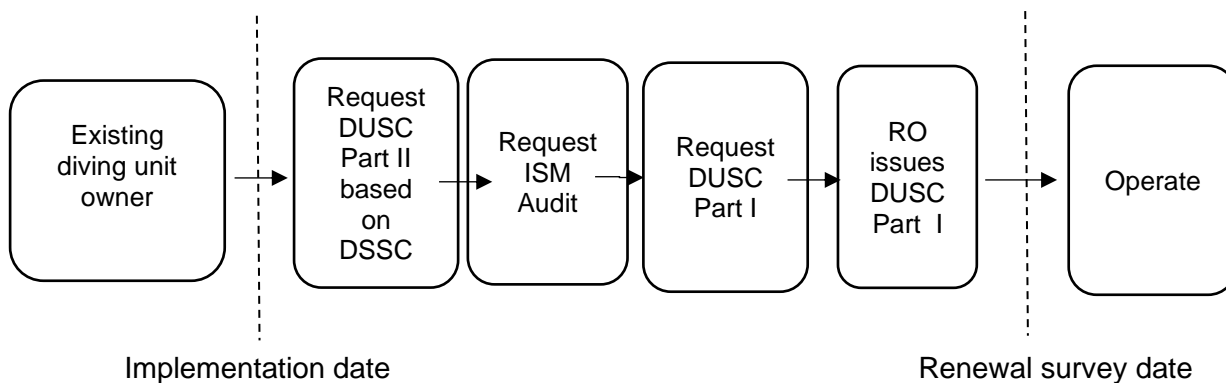 Existing
diving unit
owner
Request
DUSC
Part II
based
on
DSSC
Request
ISM
Audit
Request
DUSC
Part I
RO
issues
DUSC
Part I
Operate
Implementation date
Renewal survey date